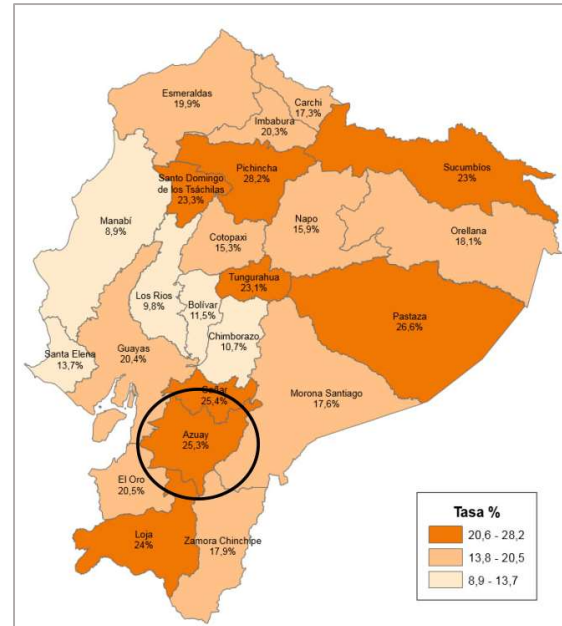 Esmeraldas
19,9%
Carchi
17,3%
Imbabura
20,3%
Pichincha
28,2%
Sucumbíos
23%
Santo Domingo
de los Tsáchilas
23,3%
Manabí
8,9%
Napo
15,9%
Orellana
18,1%
Cotopaxi
15,3%
Tungurahua
23,1%
Los Rios
9,8%
Bolívar
11,5%
Pastaza
26,6%
Chimborazo
10,7%
Santa Elena
13,7%
Guayas
20,4%
Cañar
25,4%
Morona Santiago
17,6%
Azuay
25,3%
El Oro
20,5%
Loja
24%
Zamora Chinchipe
17,9%
Tasa %
20,6 - 28,2
13,8 - 20,5
8,9 - 13,7